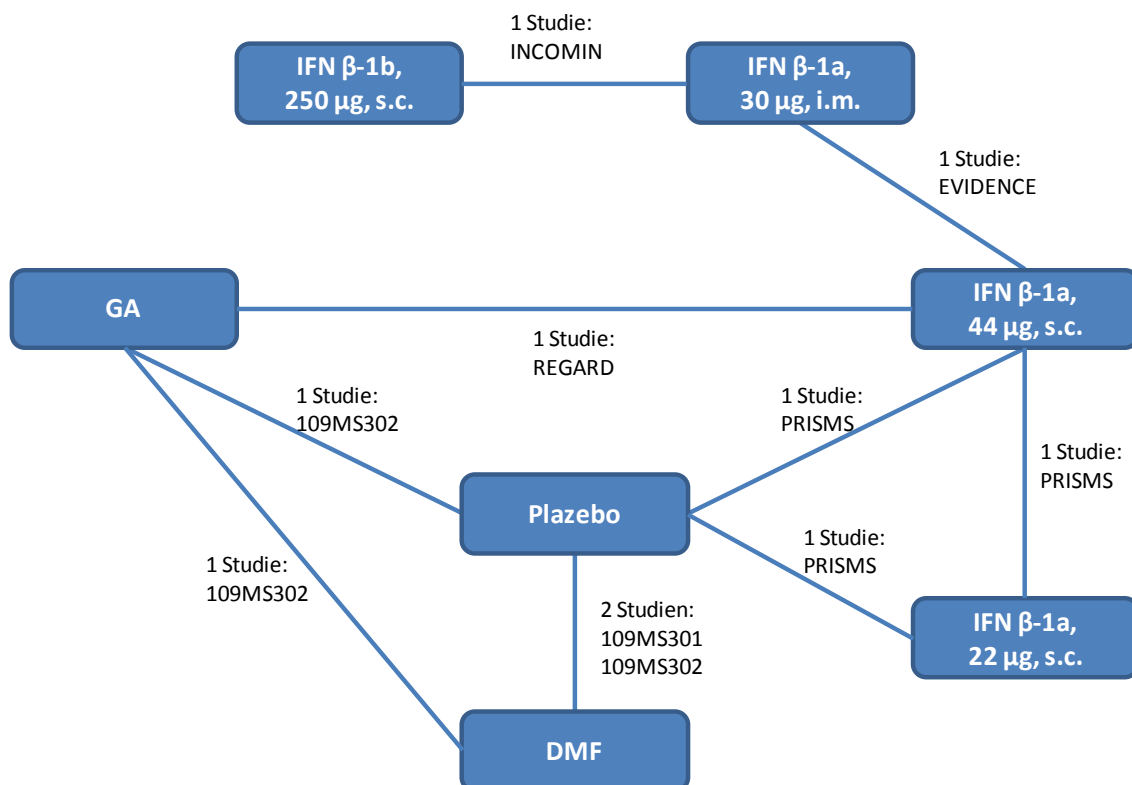 1 Studie:
INCOMIN
IFN β-1b,
250 µg, s.c.
IFN β-1a,
30 µg, i.m.
1 Studie:
EVIDENCE
GA
IFN β-1a,
44 µg, s.c.
1 Studie:
REGARD
1 Studie:
109MS302
1 Studie:
PRISMS
1 Studie:
PRISMS
Plazebo
1 Studie:
PRISMS
1 Studie:
109MS302
2 Studien:
109MS301
109MS302
IFN β-1a,
22 µg, s.c.
DMF